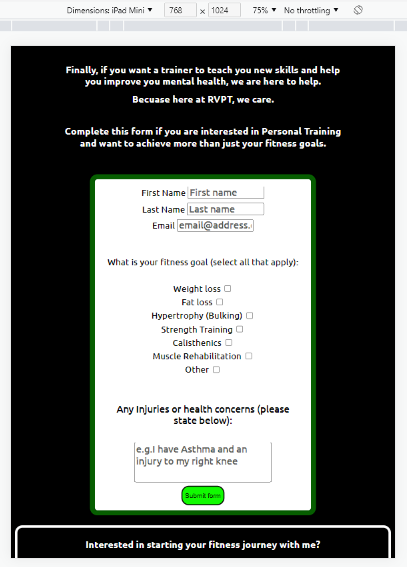 Dimensions: iPad Mini ▼ 768 x 1024 75% ▼ No throttling ▼
Finally, if you want a trainer to teach you new skills and help
you improve you mental health, we are here to help.
Becuase here at RVPT, we care.
Complete this form if you are interested in Personal Training
and want to achieve more than just your fitness goals.
First Name First name
Last Name Last name
Email email@address.
What is your fitness goal (select all that apply):
Weight loss
Fat loss
Hypertrophy (Bulking)
Strength Training
Calisthenics
Muscle Rehabilitation
Other
Any Injuries or health concerns (please
state below):
e.g.I have Asthma and an
injury to my right knee
Submit form
Interested in starting your fitness journey with me?